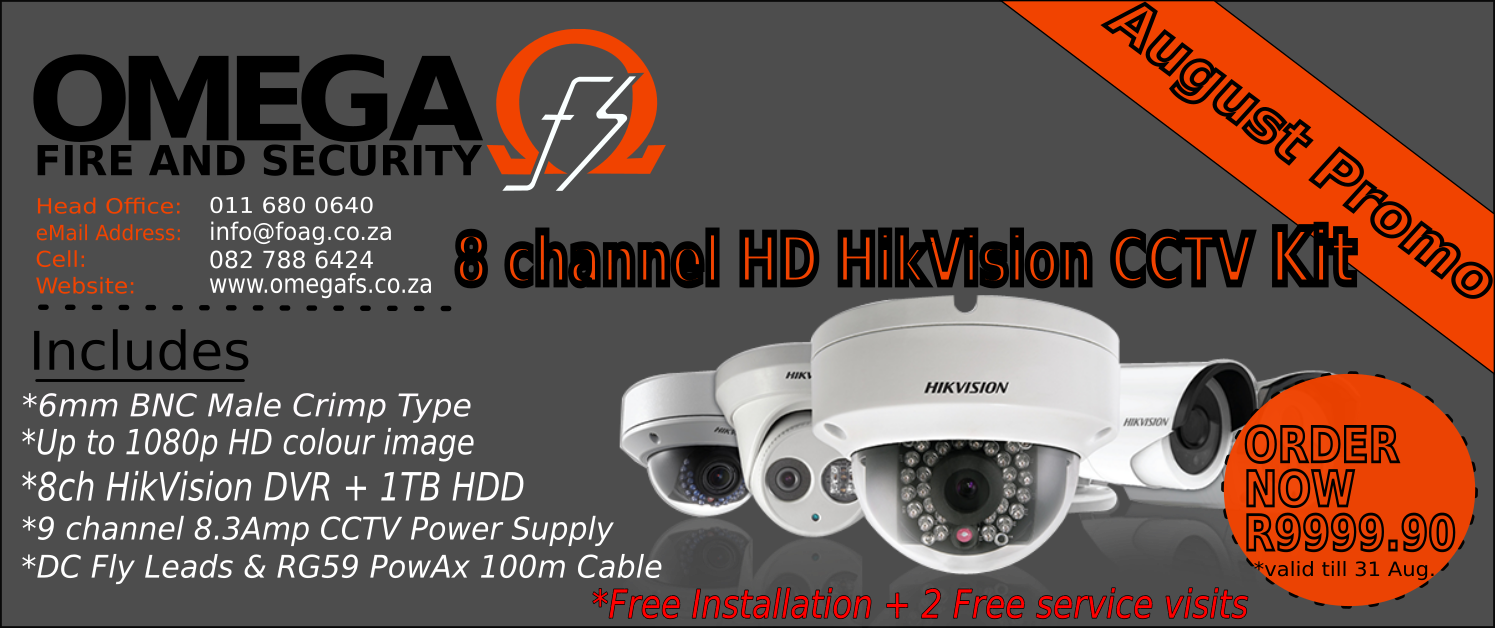 OMEGA
FIRE AND SECURITY
fs
August Promo
Head Office: 011 680 0640
eMail Address: info@foag.co.za
Cell: 082 788 6424
Website: www.omegafs.co.za
8 channel HD HikVision CCTV Kit
Includes
*6mm BNC Male Crimp Type
*Up to 1080p HD colour image
*8ch HikVision DVR + 1TB HDD
*9 channel 8.3Amp CCTV Power Supply
*DC Fly Leads & RG59 PowAx 100m Cable
HIKV
HIKVISION
HIKVISION
ORDER
NOW
R9999.90
*valid till 31 Aug.
*Free Installation + 2 Free service visits